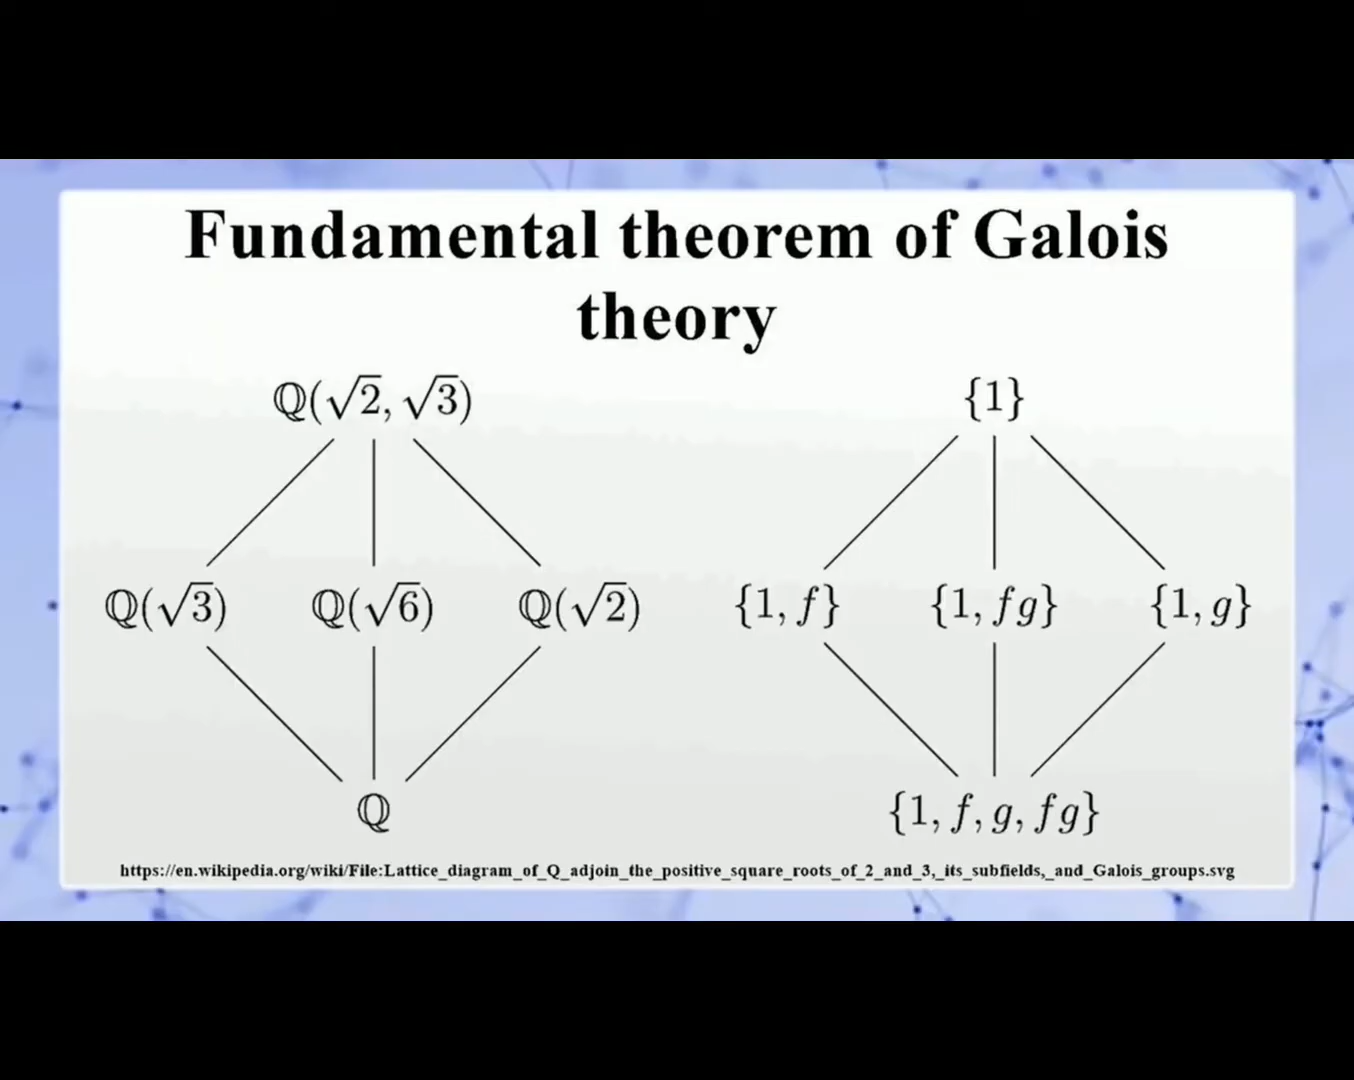 Fundamental theorem of Galois
theory
ℚ(√2, √3) {1}
ℚ(√3) ℚ(√6) ℚ(√2) {1, f} {1, fg} {1, g}
ℚ {1, f, g, fg}
https://en.wikipedia.org/wiki/File:Lattice_diagram_of_Q_adjoin_the_positive_square_roots_of_2_and_3,_its_subfields,_and_Galois_groups.svg